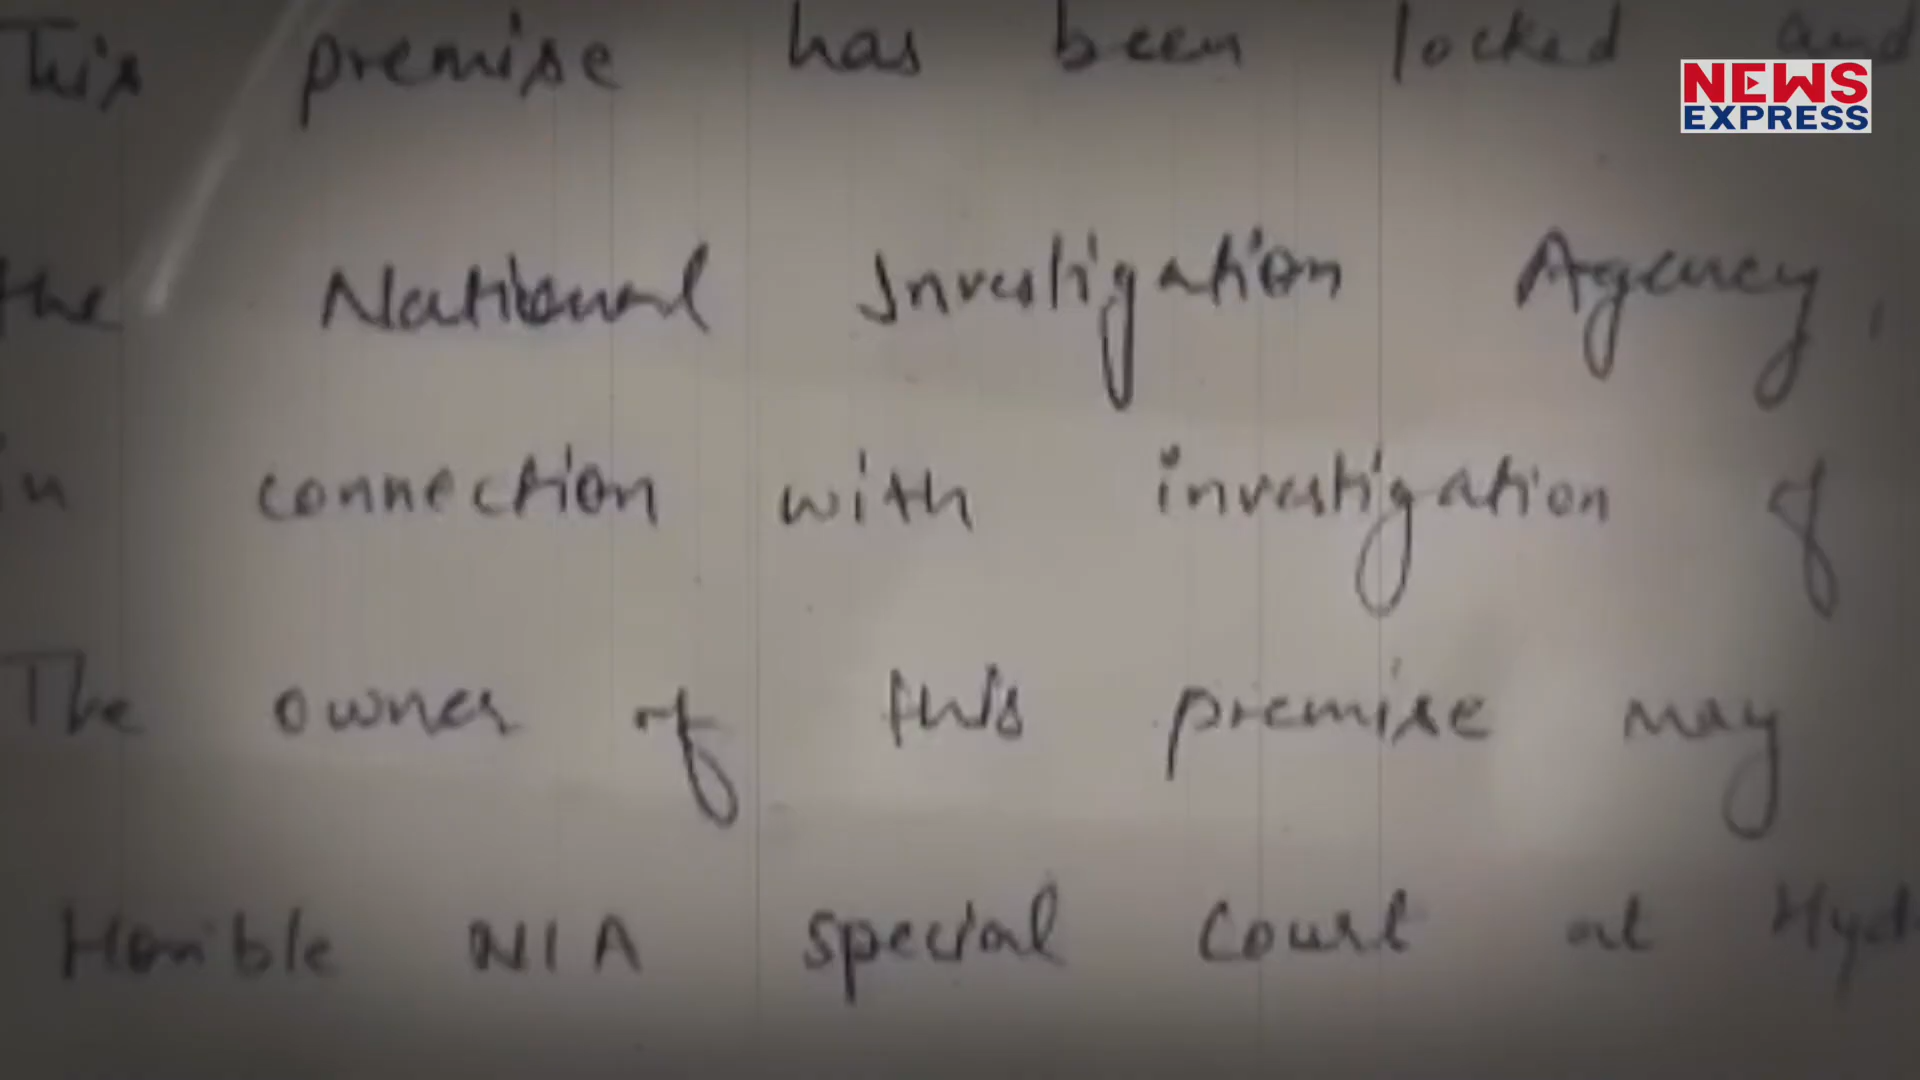 This premise has been locked and
NEWS
EXPRESS
the National Investigation Agency,
in connection with investigation of
The owner of this premise may
Hon'ble NIA special Court at Hyd